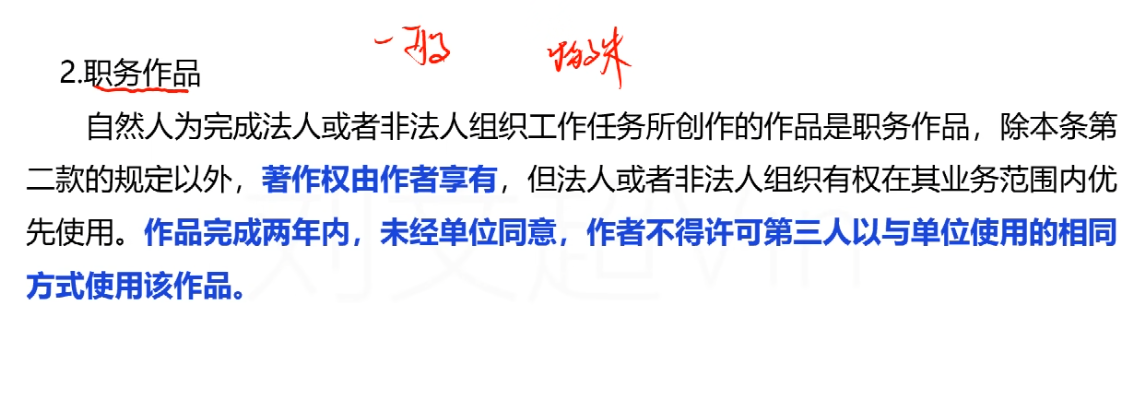 一般 特殊
2.职务作品
自然人为完成法人或者非法人组织工作任务所创作的作品是职务作品，除本条第
二款的规定以外，著作权由作者享有，但法人或者非法人组织有权在其业务范围内优
先使用。作品完成两年内，未经单位同意，作者不得许可第三人以与单位使用的相同
方式使用该作品。